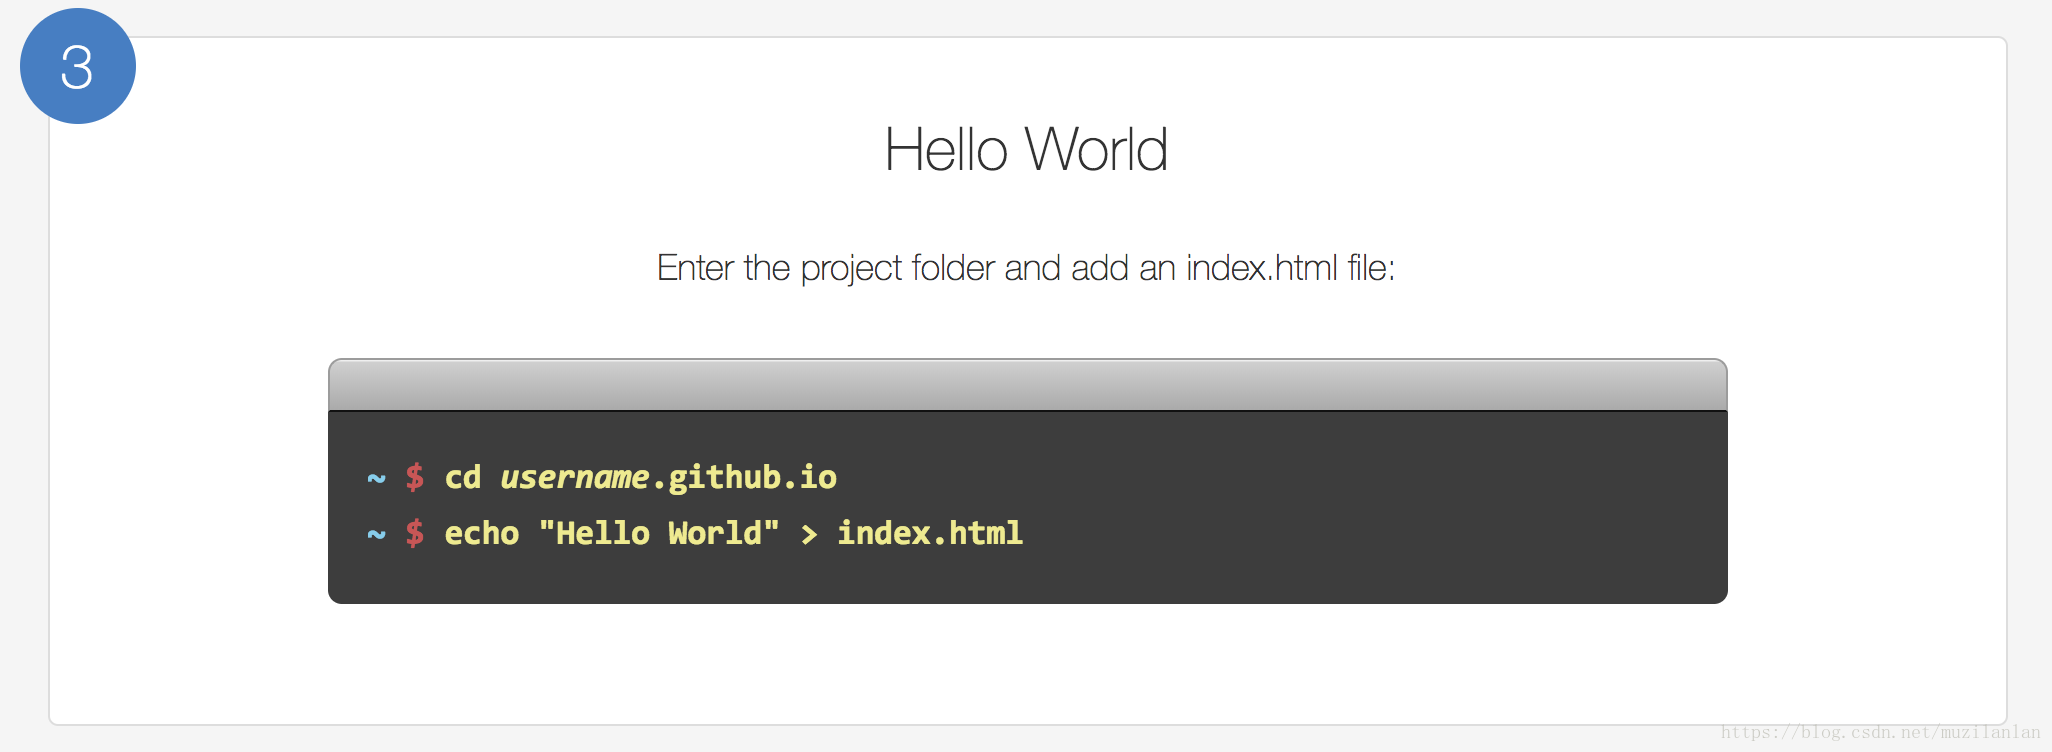 3
Hello World
Enter the project folder and add an index.html file:
~ $ cd username.github.io
~ $ echo "Hello World" > index.html
https://blog.csdn.net/muzilanlan